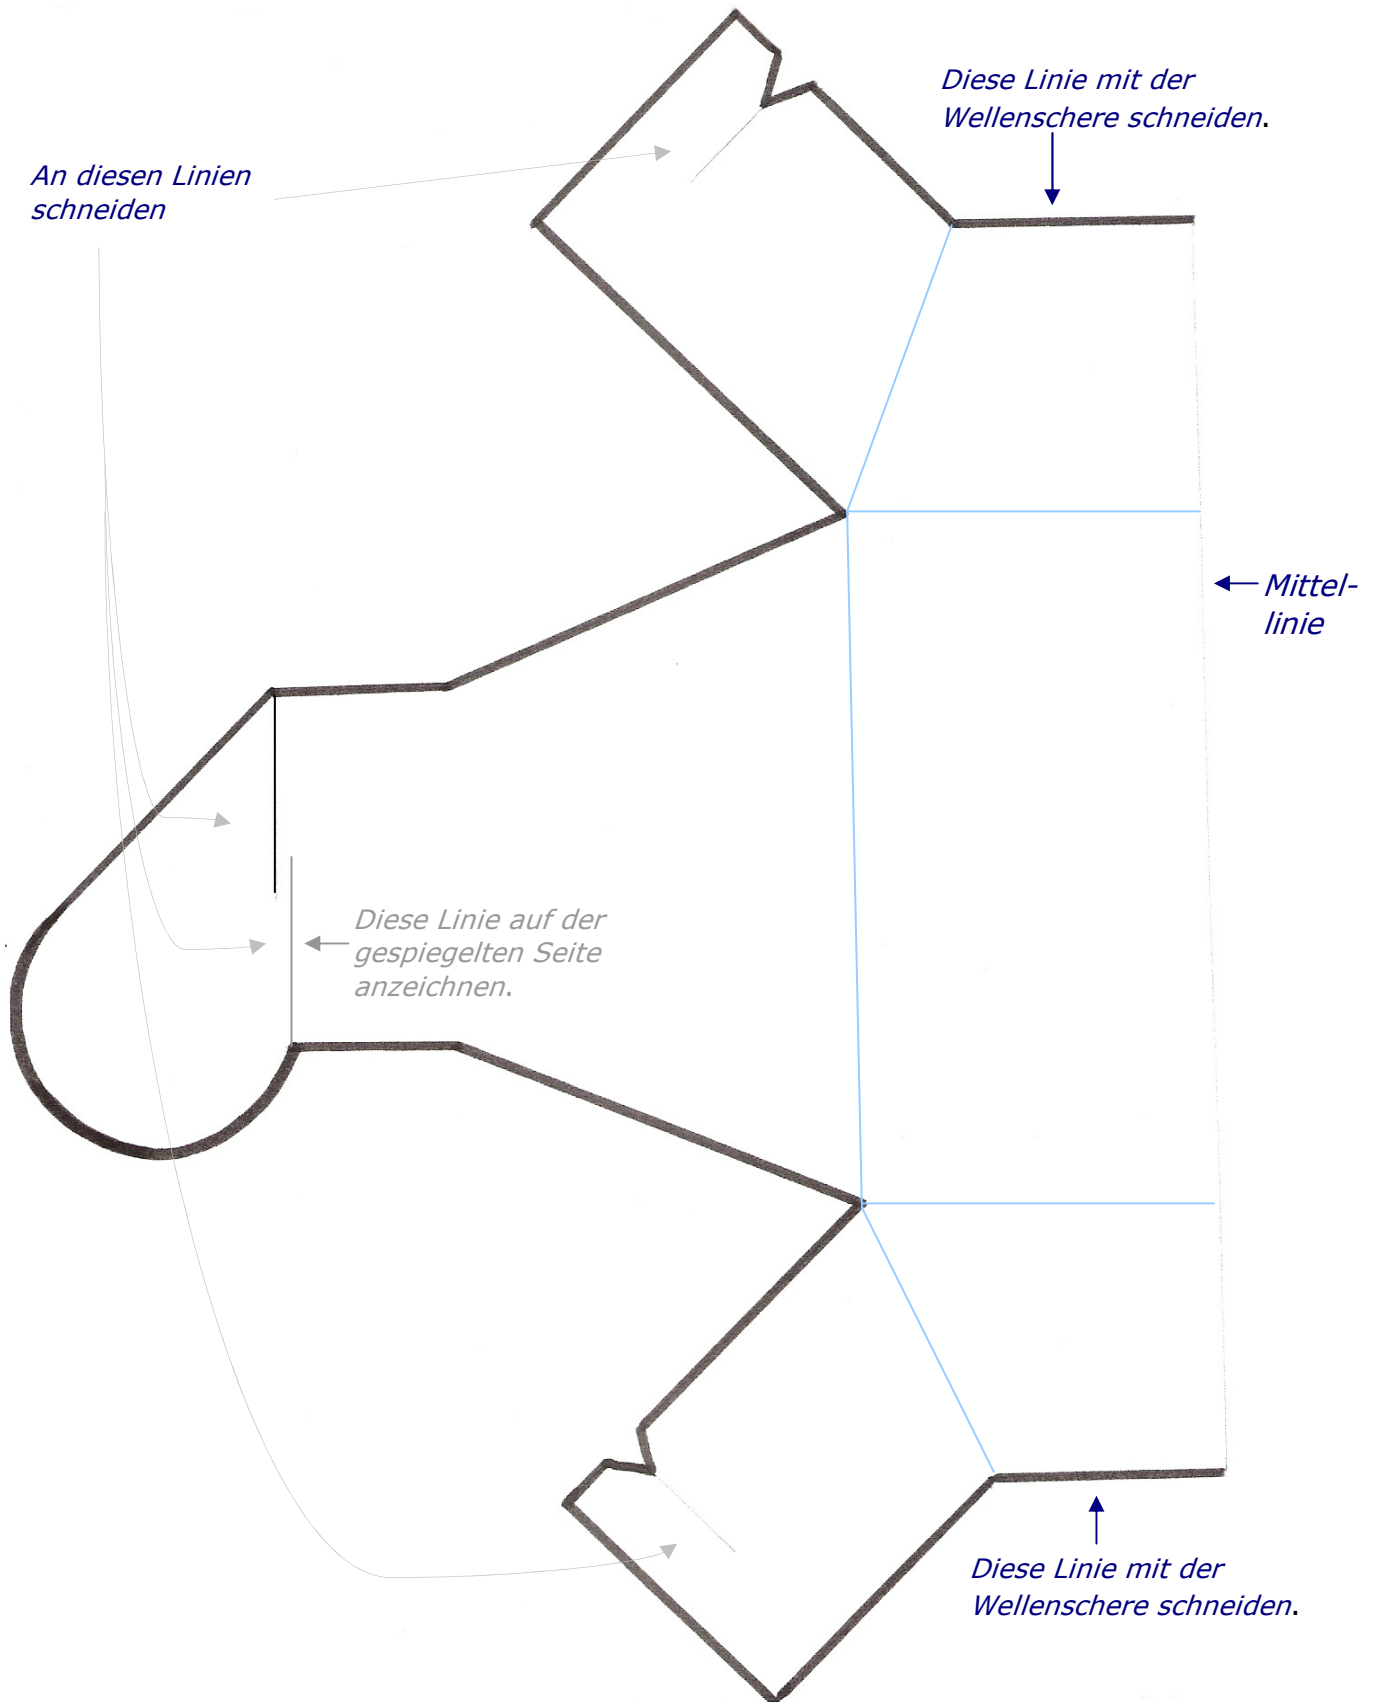 Diese Linie mit der
Wellenschere schneiden.
An diesen Linien
schneiden
Mittel-
linie
Diese Linie auf der
gespiegelten Seite
anzeichnen.
Diese Linie mit der
Wellenschere schneiden.